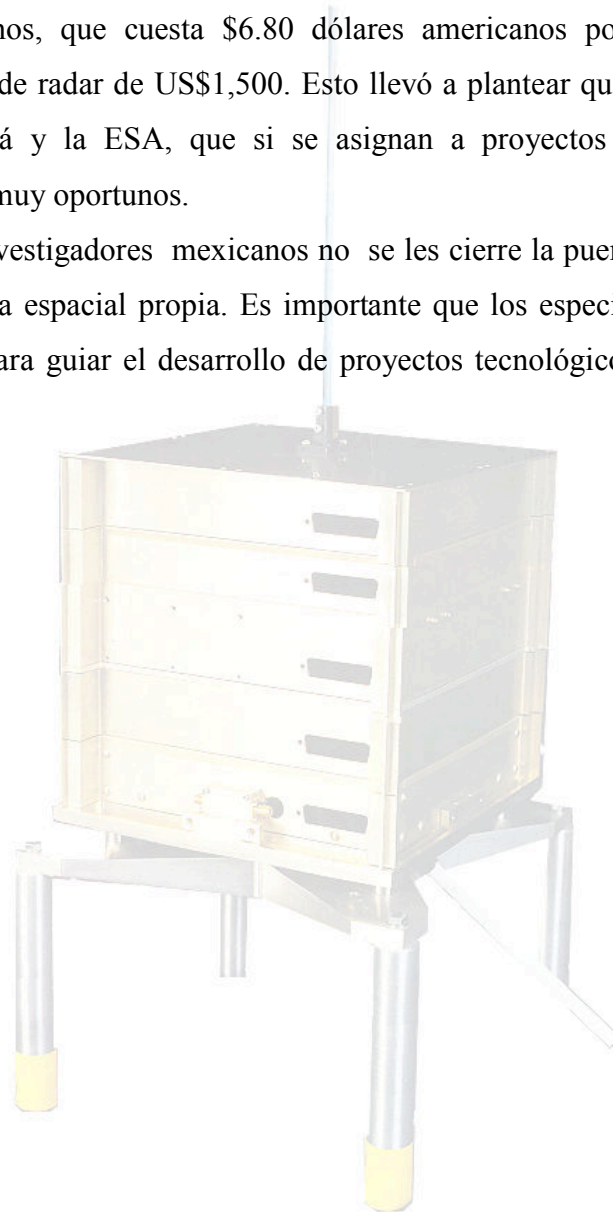 nos, que cuesta $6.80 dólares americanos po
de radar de US$1,500. Esto llevó a plantear qu
á y la ESA, que si se asignan a proyectos
muy oportunos.
vestigadores mexicanos no se les cierre la puer
a espacial propia. Es importante que los especi
ara guiar el desarrollo de proyectos tecnológico